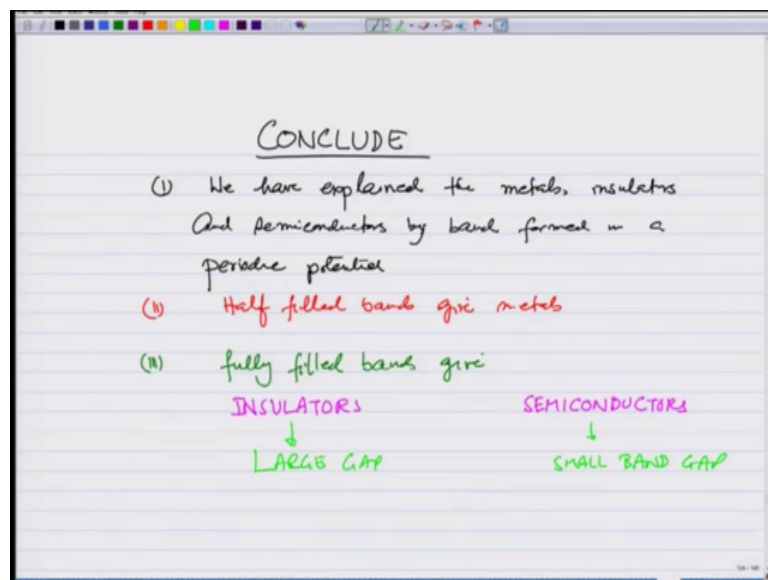 CONCLUDE
(I) We have explained the metals, insulators
And semiconductors by band formed in a
periodic potential
(II) Half filled bands give metals
(III) fully filled bands give
INSULATORS SEMICONDUCTORS
↓ ↓
LARGE GAP SMALL BAND GAP